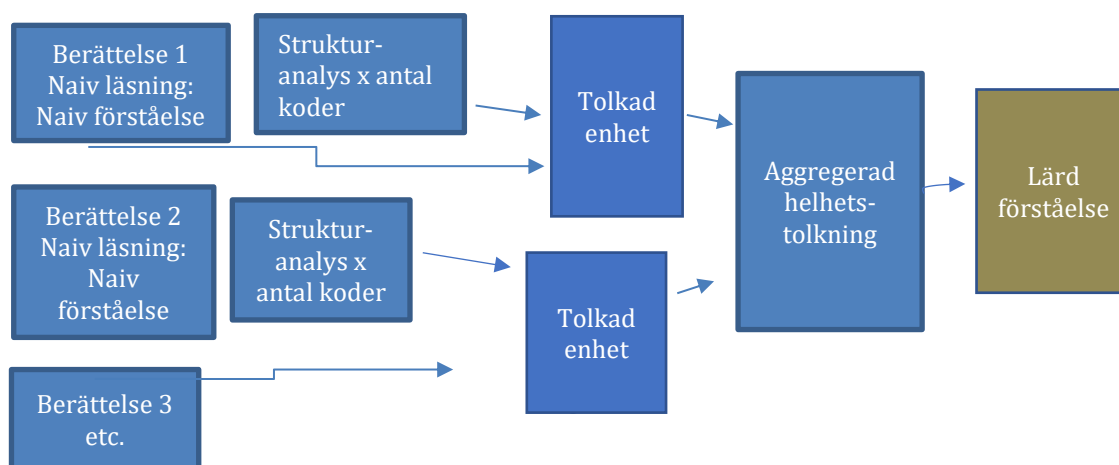 Berättelse 1
Naiv läsning:
Naiv förståelse
Struktur-
analys x antal
koder
Tolkad
enhet
Berättelse 2
Naiv läsning:
Naiv
förståelse
Struktur-
analys x
antal koder
Tolkad
enhet
Berättelse 3
etc.
Aggregerad
helhets-
tolkning
Lärd
förståelse